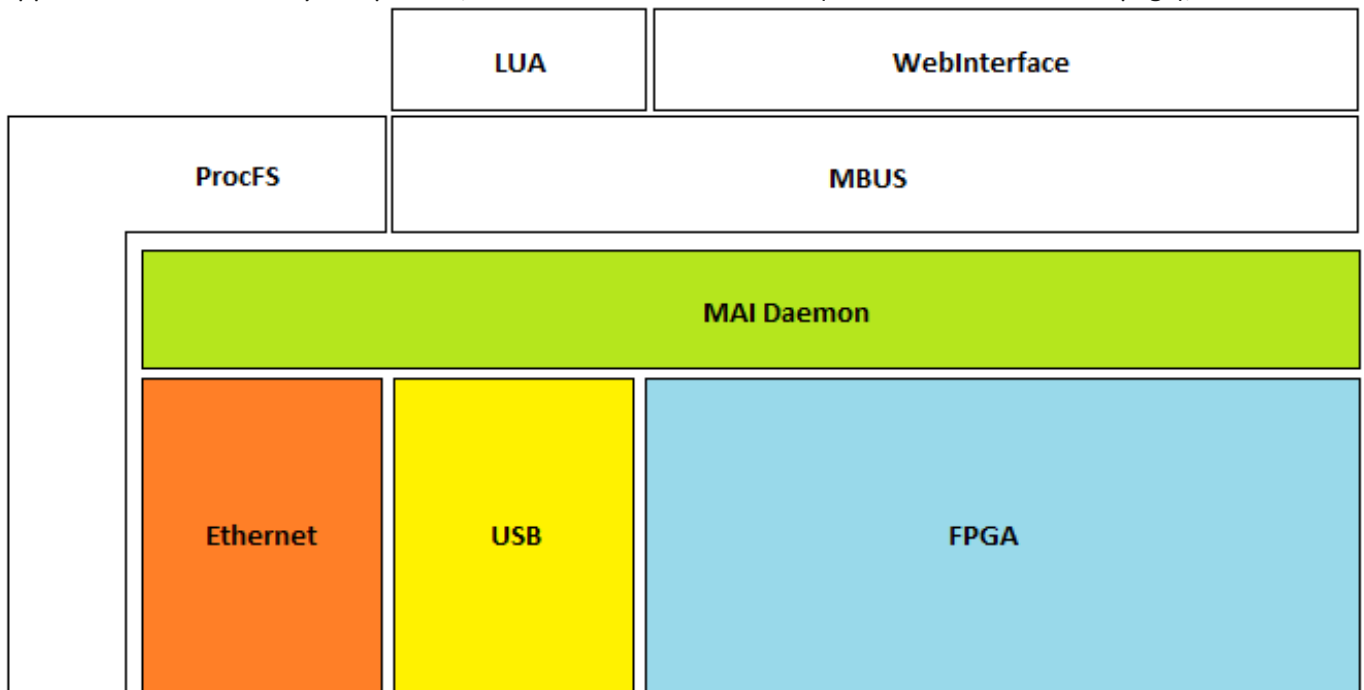 LUA
WebInterface
ProcFS
MBUS
MAI Daemon
Ethernet
USB
FPGA